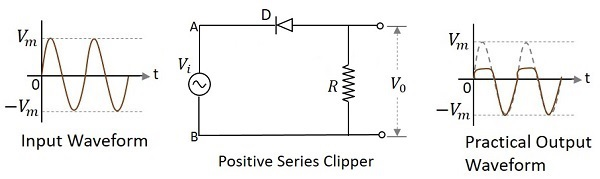 V_m
0
t
−V_m
Input Waveform
D
A
V_i
R
V_0
B
Positive Series Clipper
V_m
0
t
−V_m
Practical Output
Waveform